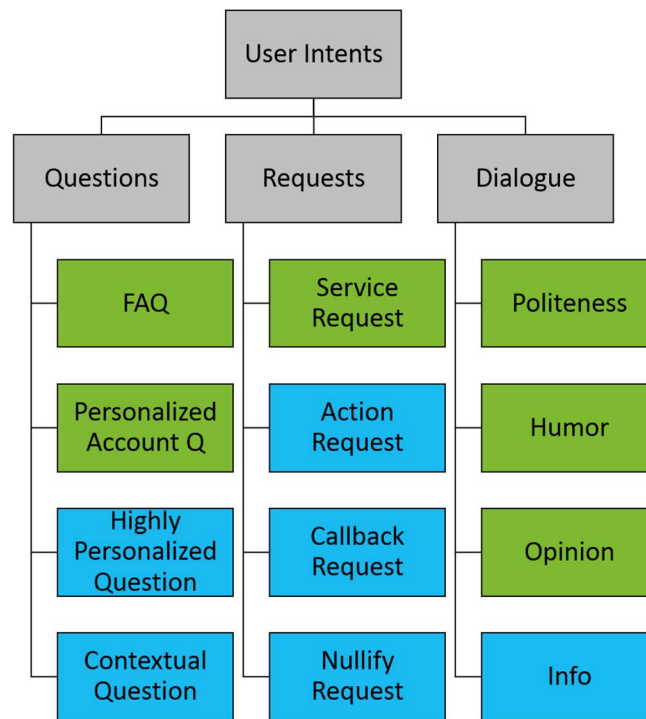 User Intents
Questions
Requests
Dialogue
FAQ
Service
Request
Politeness
Personalized
Account Q
Action
Request
Humor
Highly
Personalized
Question
Callback
Request
Opinion
Contextual
Question
Nullify
Request
Info